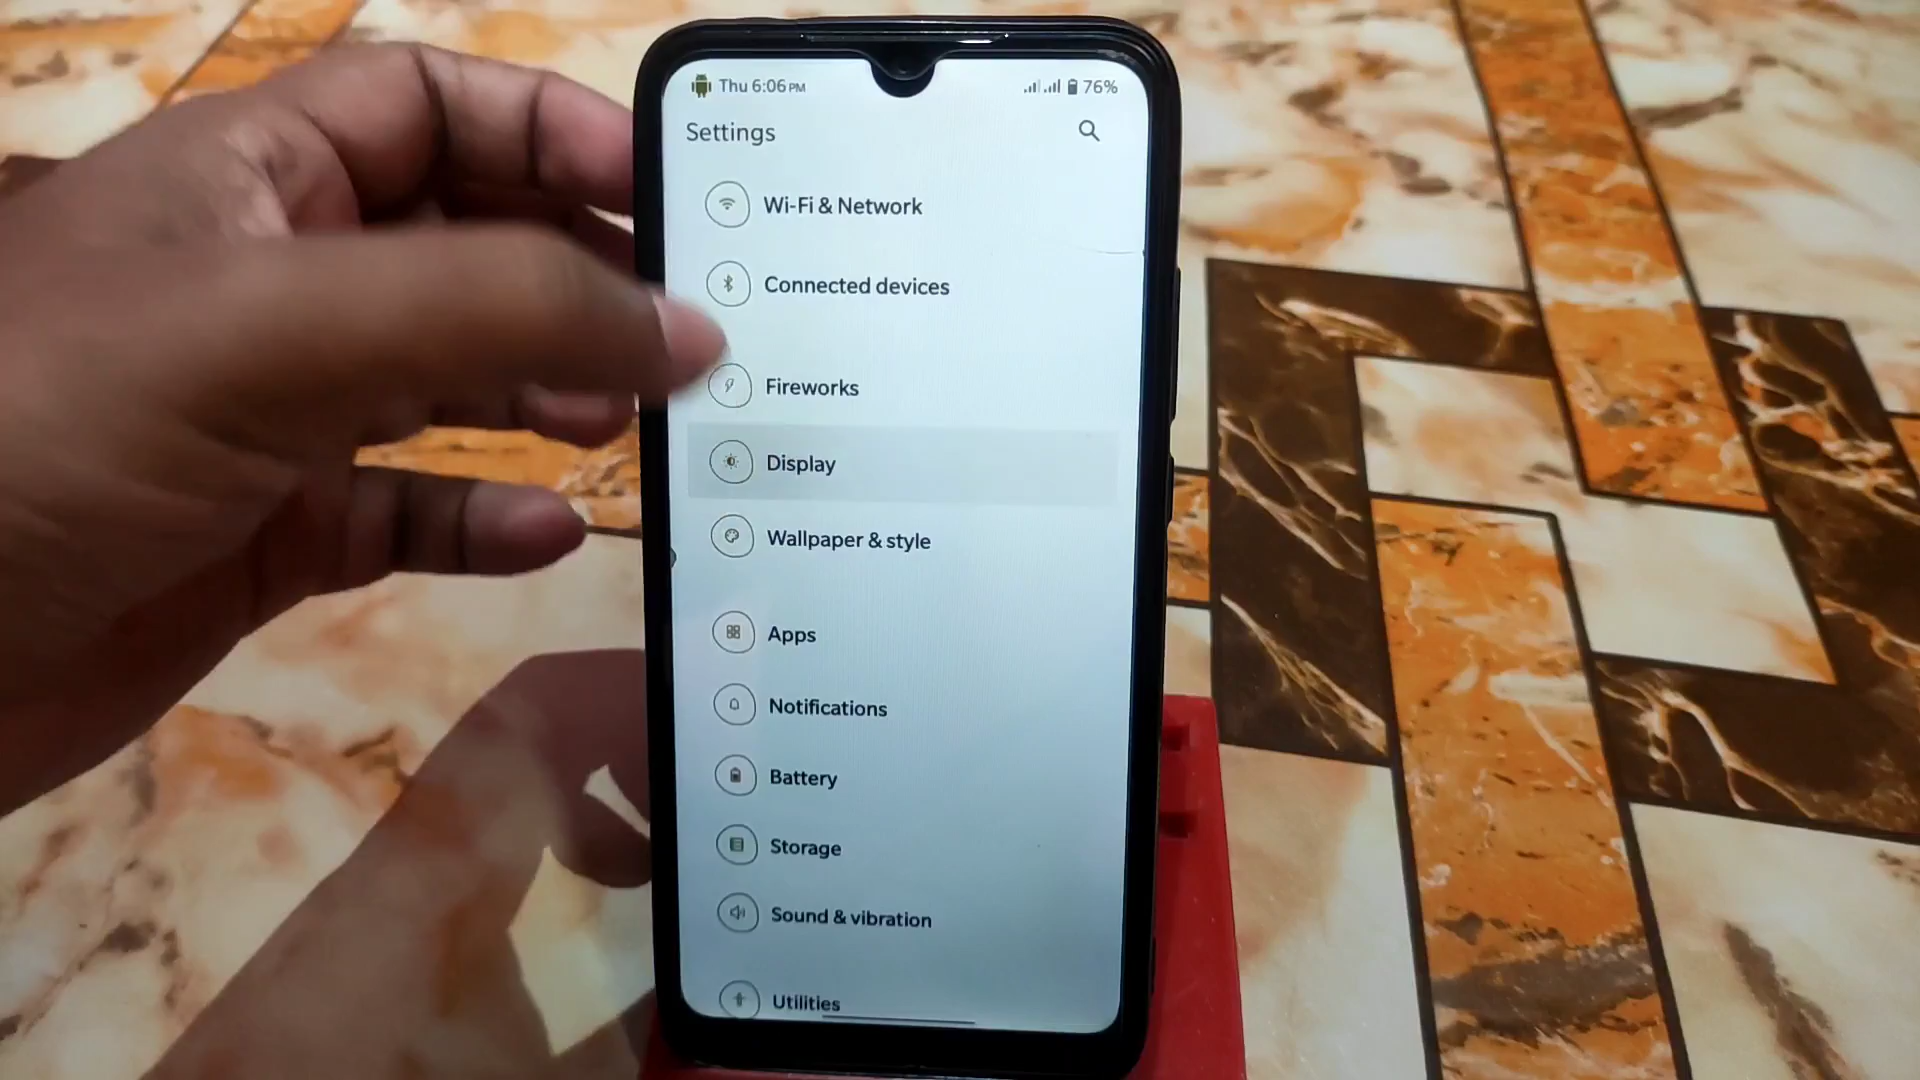 Thu 6:06 PM 76%
Settings
Wi-Fi & Network
Connected devices
Fireworks
Display
Wallpaper & style
Apps
Notifications
Battery
Storage
Sound & vibration
Utilities